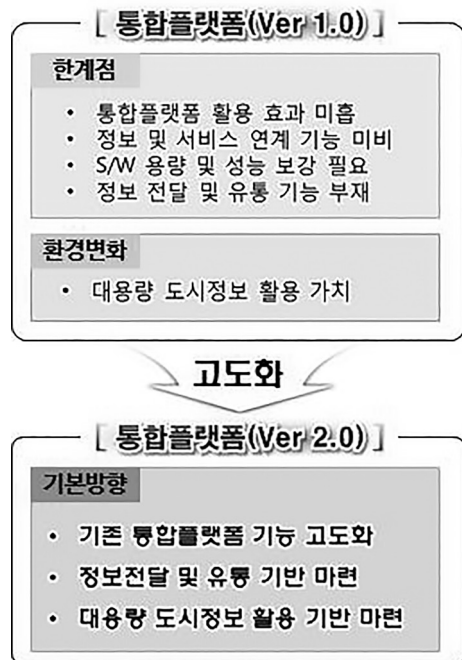 [ 통합플랫폼(Ver 1.0) ]
한계점
• 통합플랫폼 활용 효과 미흡
• 정보 및 서비스 연계 기능 미비
• S/W 용량 및 성능 보강 필요
• 정보 전달 및 유통 기능 부재
환경변화
• 대용량 도시정보 활용 가치
고도화
[ 통합플랫폼(Ver 2.0) ]
기본방향
• 기존 통합플랫폼 기능 고도화
• 정보전달 및 유통 기반 마련
• 대용량 도시정보 활용 기반 마련